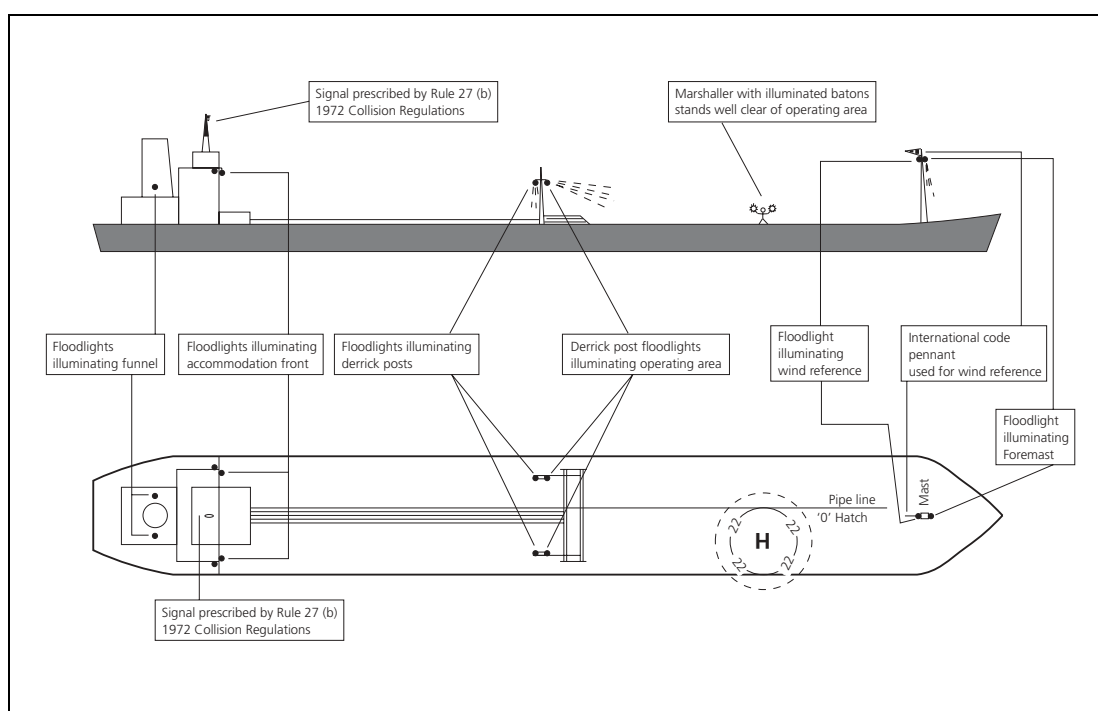 Signal prescribed by Rule 27 (b)
1972 Collision Regulations
Marshaller with illuminated batons
stands well clear of operating area
Floodlights
illuminating funnel
Floodlights illuminating
accommodation front
Floodlights illuminating
derrick posts
Derrick post floodlights
illuminating operating area
Floodlight
illuminating
wind reference
International code
pennant
used for wind reference
Floodlight
illuminating
Foremast
Mast
Pipe line
'0' Hatch
22
22
H
22
22
Signal prescribed by Rule 27 (b)
1972 Collision Regulations